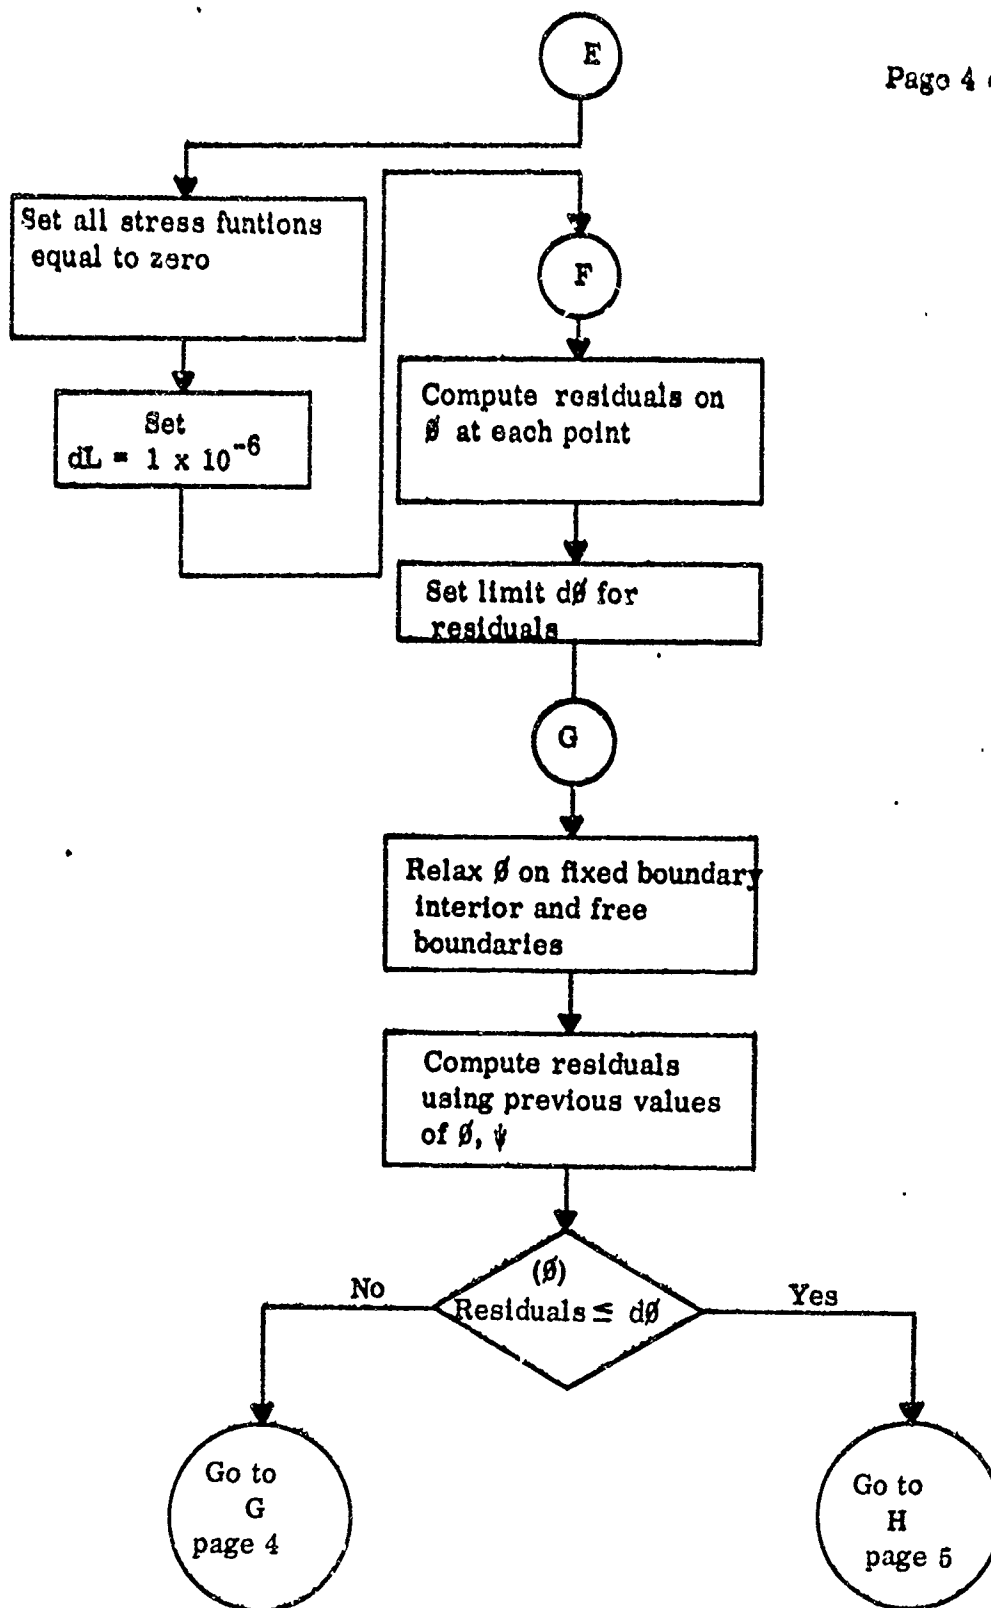 E
Page 4
Set all stress funtions
equal to zero
Set
dL = 1 x 10⁻⁶
F
Compute residuals on
ø at each point
Set limit dø for
residuals
G
Relax ø on fixed boundary
interior and free
boundaries
Compute residuals
using previous values
of ø, ψ
(ø)
Residuals ≤ dø
No
Yes
Go to
G
page 4
Go to
H
page 5